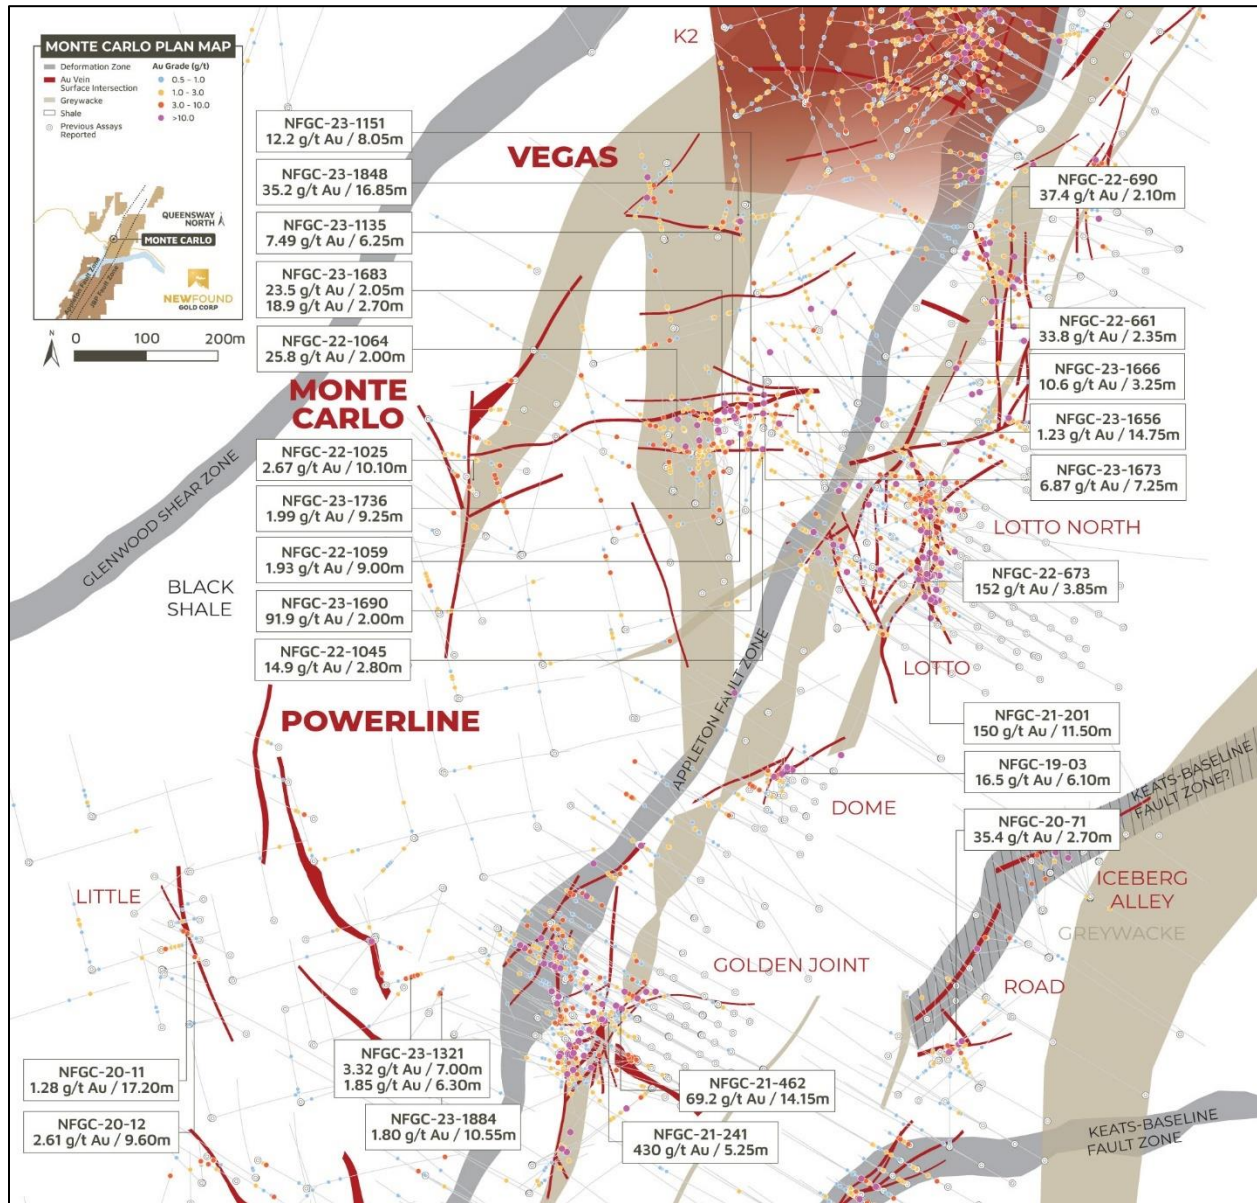 MONTE CARLO PLAN MAP
Deformation Zone
Au Vein
Surface Intersection
Greywacke
Shale
Previous Assays
Reported
Au Grade (g/t)
0.5 - 1.0
1.0 - 3.0
3.0 - 10.0
>10.0
QUEENSWAY
NORTH
MONTE CARLO
Appleton Fault Zone
JBP Fault Zone
NEWFOUND
GOLD CORP
N
0 100 200m
K2
NFGC-23-1151
12.2 g/t Au / 8.05m
VEGAS
NFGC-23-1848
35.2 g/t Au / 16.85m
NFGC-23-1135
7.49 g/t Au / 6.25m
NFGC-23-1683
23.5 g/t Au / 2.05m
18.9 g/t Au / 2.70m
NFGC-22-1064
25.8 g/t Au / 2.00m
NFGC-22-690
37.4 g/t Au / 2.10m
NFGC-22-661
33.8 g/t Au / 2.35m
NFGC-23-1666
10.6 g/t Au / 3.25m
NFGC-23-1656
1.23 g/t Au / 14.75m
NFGC-23-1673
6.87 g/t Au / 7.25m
MONTE
CARLO
NFGC-22-1025
2.67 g/t Au / 10.10m
NFGC-23-1736
1.99 g/t Au / 9.25m
NFGC-22-1059
1.93 g/t Au / 9.00m
NFGC-23-1690
91.9 g/t Au / 2.00m
NFGC-22-1045
14.9 g/t Au / 2.80m
GLENWOOD SHEAR ZONE
BLACK
SHALE
LOTTO NORTH
NFGC-22-673
152 g/t Au / 3.85m
LOTTO
APPLETON FAULT ZONE
POWERLINE
NFGC-21-201
150 g/t Au / 11.50m
NFGC-19-03
16.5 g/t Au / 6.10m
DOME
KEATS-BASELINE
FAULT ZONE?
NFGC-20-71
35.4 g/t Au / 2.70m
ICEBERG
ALLEY
GREYWACKE
LITTLE
GOLDEN JOINT
ROAD
NFGC-20-11
1.28 g/t Au / 17.20m
NFGC-20-12
2.61 g/t Au / 9.60m
NFGC-23-1321
3.32 g/t Au / 7.00m
1.85 g/t Au / 6.30m
NFGC-23-1884
1.80 g/t Au / 10.55m
NFGC-21-462
69.2 g/t Au / 14.15m
NFGC-21-241
430 g/t Au / 5.25m
KEATS-BASELINE
FAULT ZONE